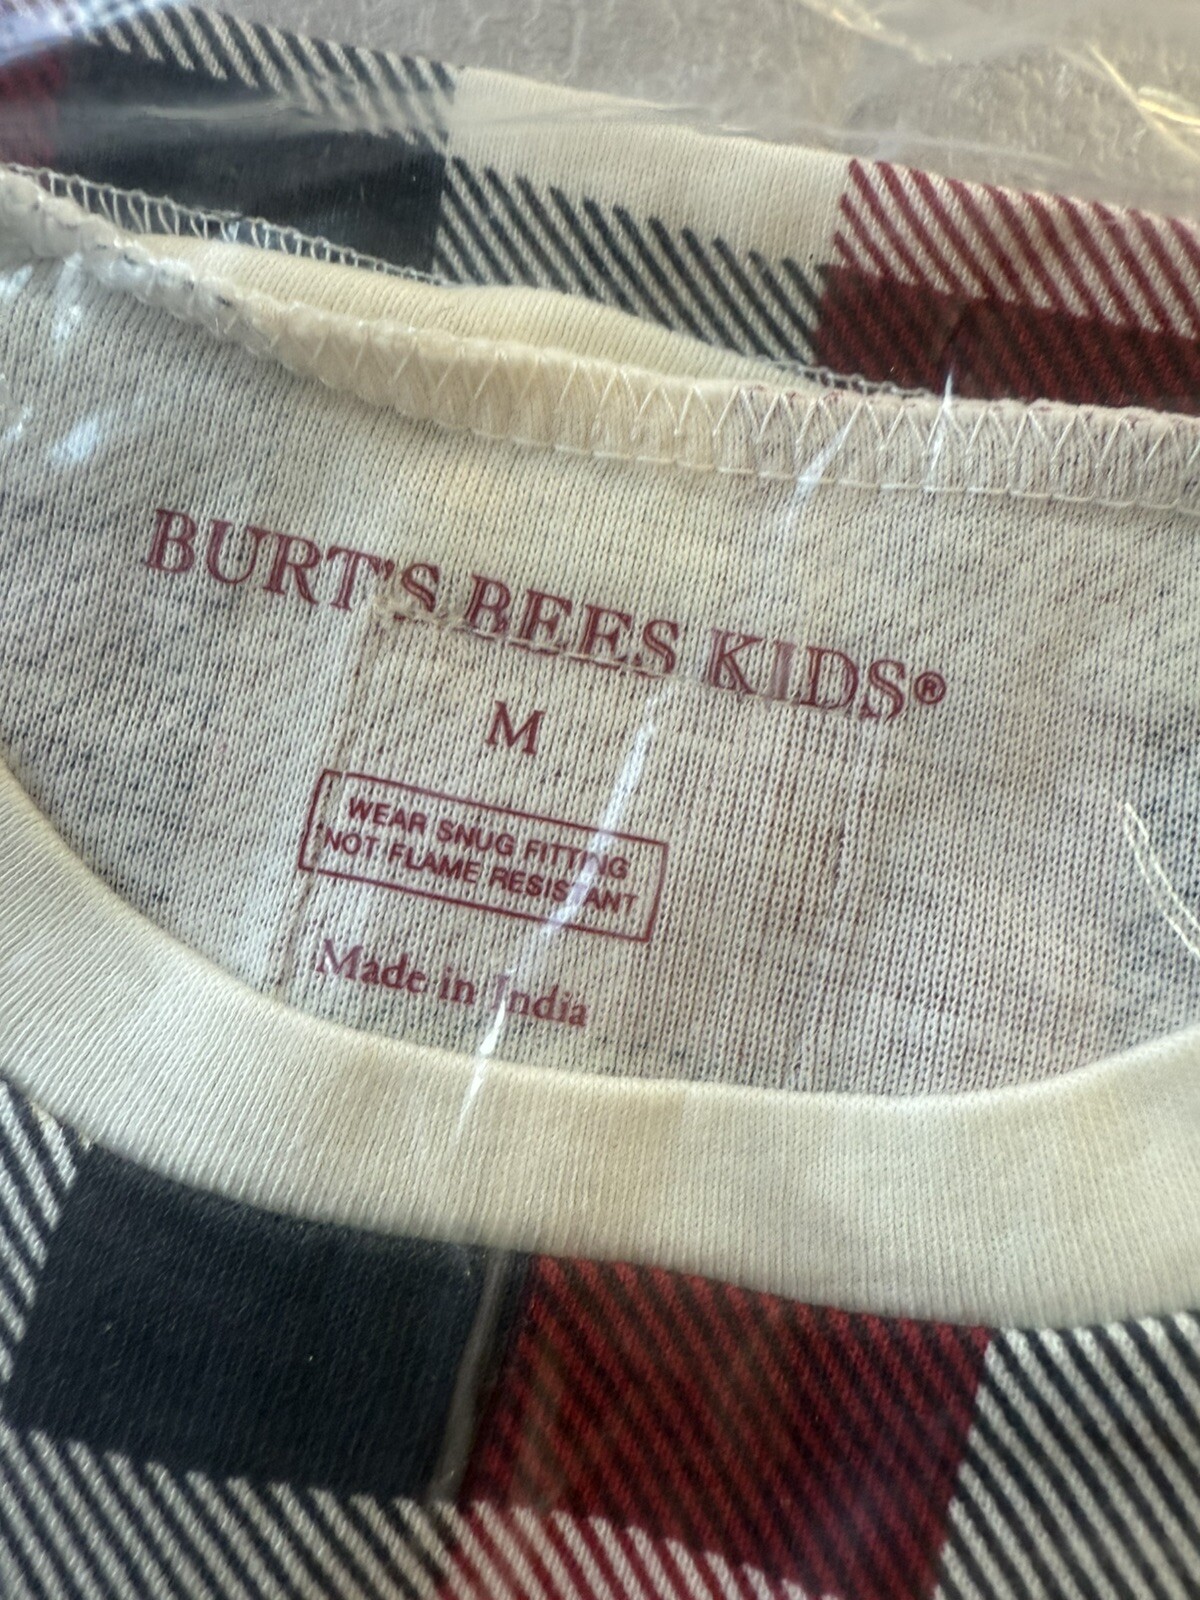 BURT'S BEES KIDS®
M
WEAR SNUG FITTING
NOT FLAME RESISTANT
Made in India